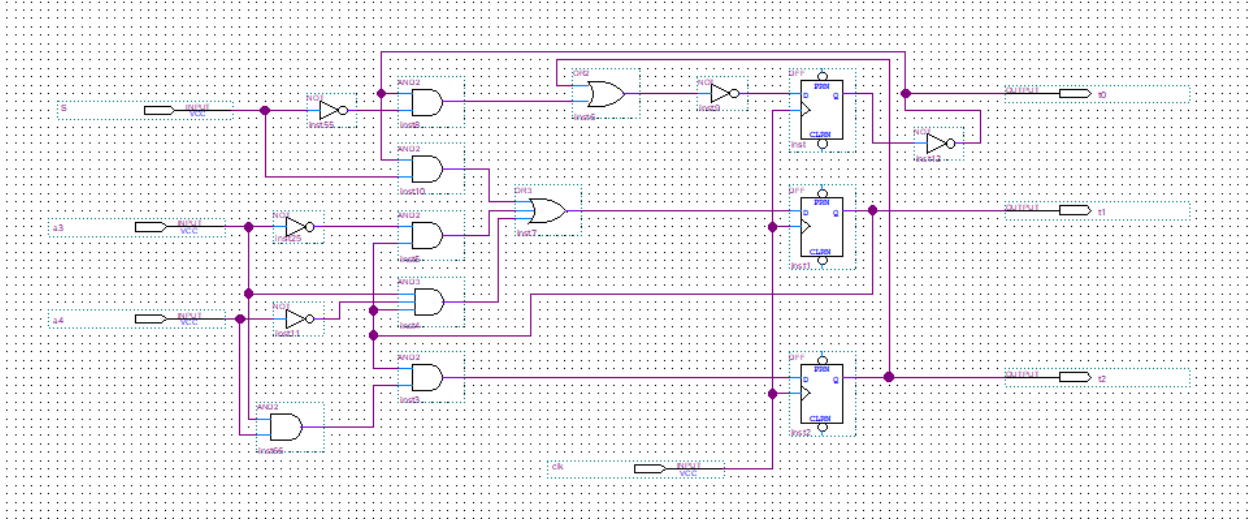 S
INPUT
VCC
NOT
inst55
AND2
inst8
OR2
inst6
NOT
inst9
DFF
PRN
D
Q
CLRN
inst
OUTPUT
t0
NOT
inst12
AND2
inst10
a3
INPUT
VCC
NOT
inst25
AND2
inst5
OR3
inst7
DFF
PRN
D
Q
CLRN
inst1
OUTPUT
t1
AND3
inst4
a4
INPUT
VCC
NOT
inst11
AND2
inst3
DFF
PRN
D
Q
CLRN
inst2
OUTPUT
t2
AND2
inst66
clk
INPUT
VCC